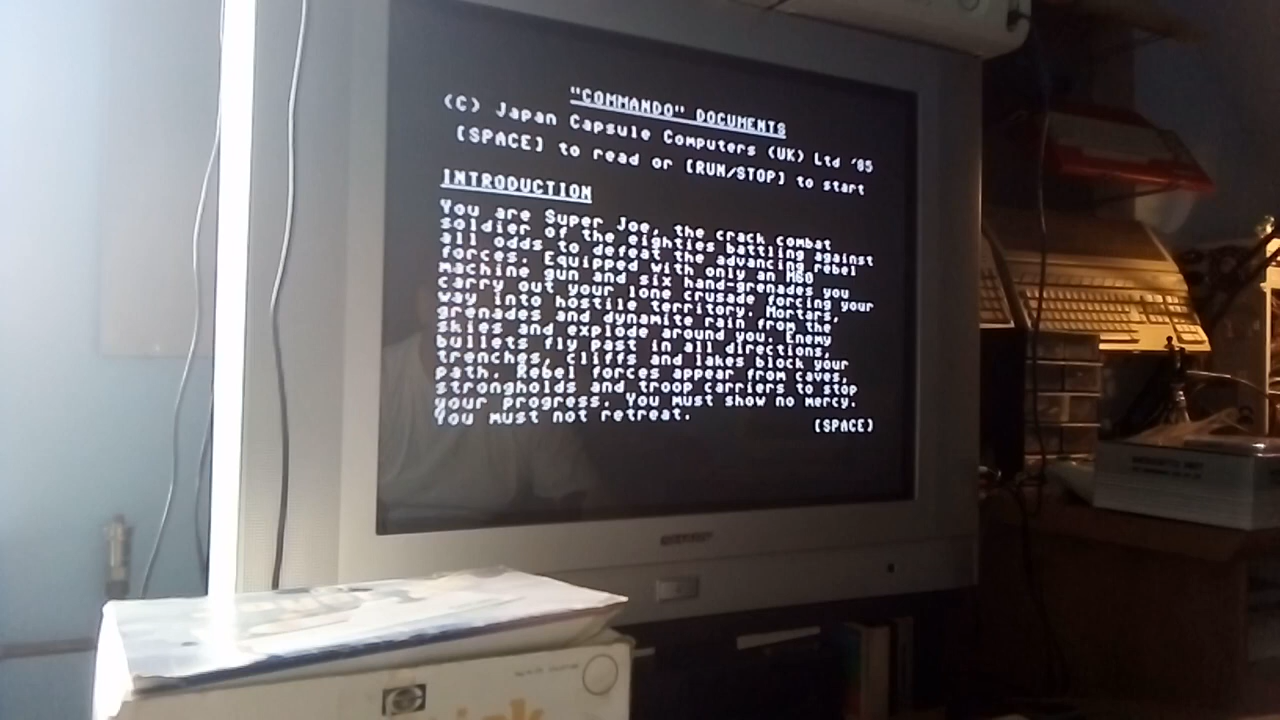 "COMMANDO" DOCUMENTS
(C) Japan Capsule Computers (UK) Ltd '85
[SPACE] to read or [RUN/STOP] to start
INTRODUCTION
You are Super Joe, the crack combat
soldier of the eighties battling against
all odds to defeat the advancing rebel
forces. Equipped with only an M60
machine gun and six hand-grenades you
carry out your lone crusade forcing your
way into hostile territory. Mortars,
grenades and dynamite rain from the
skies and explode around you. Enemy
bullets fly past in all directions,
trenches, cliffs and lakes block your
path. Rebel forces appear from caves,
strongholds and troop carriers to stop
your progress. You must show no mercy.
You must not retreat.
[SPACE]
hp